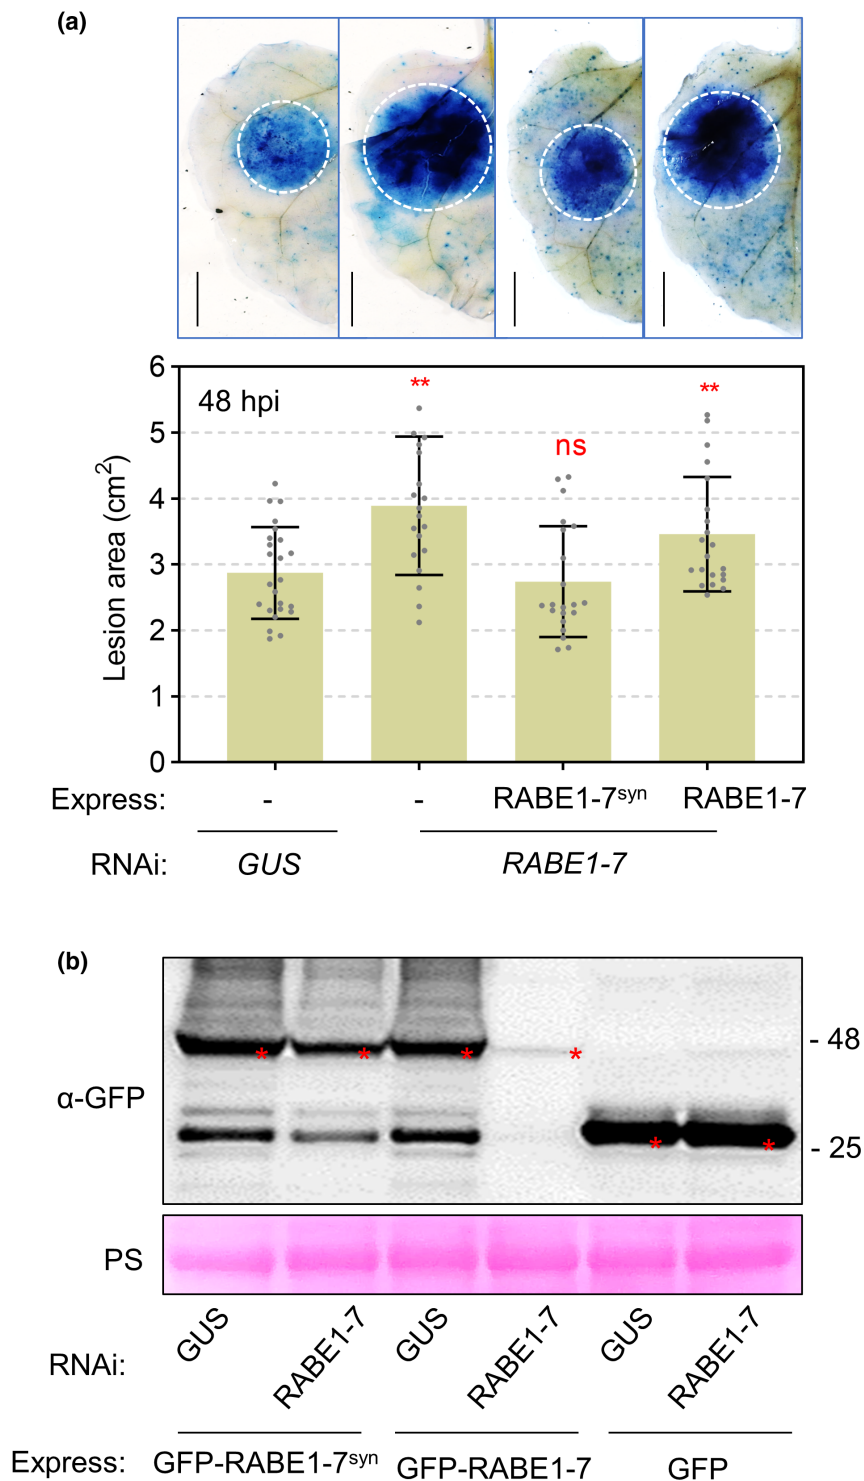 (a)
6
** **
48 hpi
ns
5
4
3
2
1
0
Lesion area (cm²)
Express: - - RABE1-7ˢʸⁿ RABE1-7
RNAi: GUS RABE1-7
(b)
α-GFP
* * * *
* *
- 48
- 25
PS
RNAi: GUS RABE1-7 GUS RABE1-7 GUS RABE1-7
Express: GFP-RABE1-7ˢʸⁿ GFP-RABE1-7 GFP